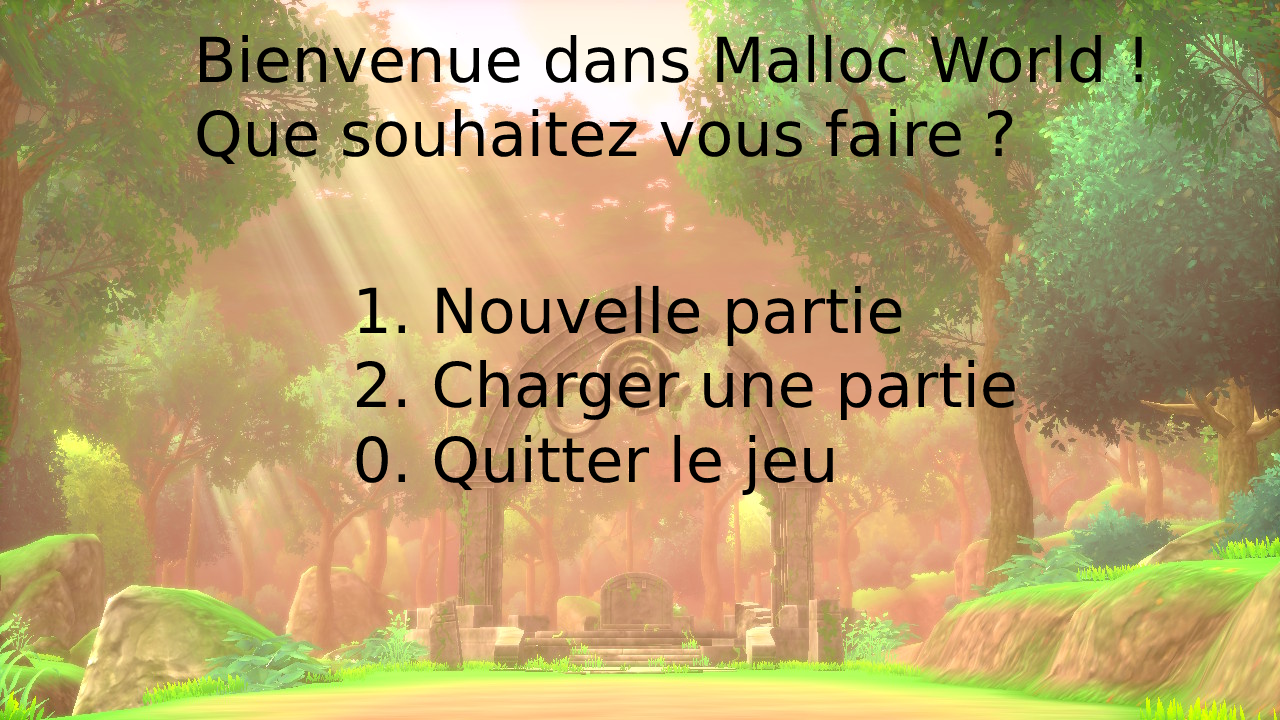 Bienvenue dans Malloc World !
Que souhaitez vous faire ?
1. Nouvelle partie
2. Charger une partie
0. Quitter le jeu